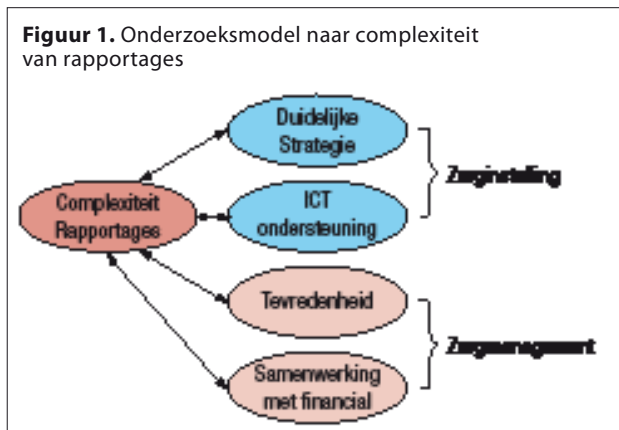 Figuur 1. Onderzoeksmodel naar complexiteit
van rapportages
Duidelijke
Strategie
Zorginstelling
Complexiteit
Rapportages
ICT
ondersteuning
Tevredenheid
Zorgmanagement
Samenwerking
met financial